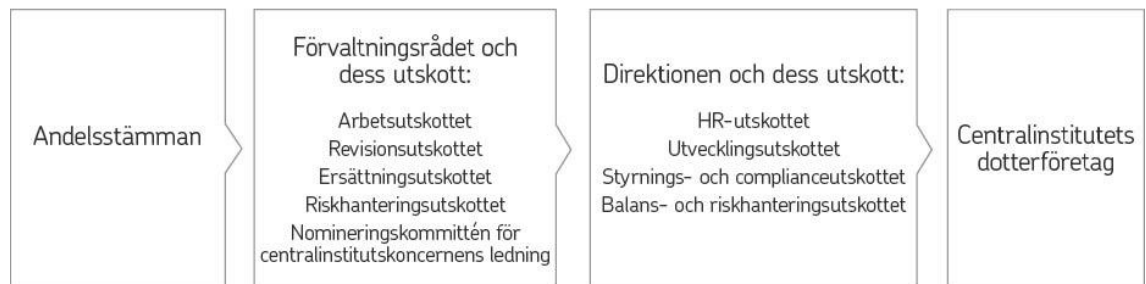 Andelsstämman
Förvaltningsrådet och
dess utskott:
Arbetsutskottet
Revisionsutskottet
Ersättningsutskottet
Riskhanteringsutskottet
Nomineringskommittén för
centralinstitutskoncernens ledning
Direktionen och dess utskott:
HR-utskottet
Utvecklingsutskottet
Styrnings- och complianceutskottet
Balans- och riskhanteringsutskottet
Centralinstitutets
dotterföretag